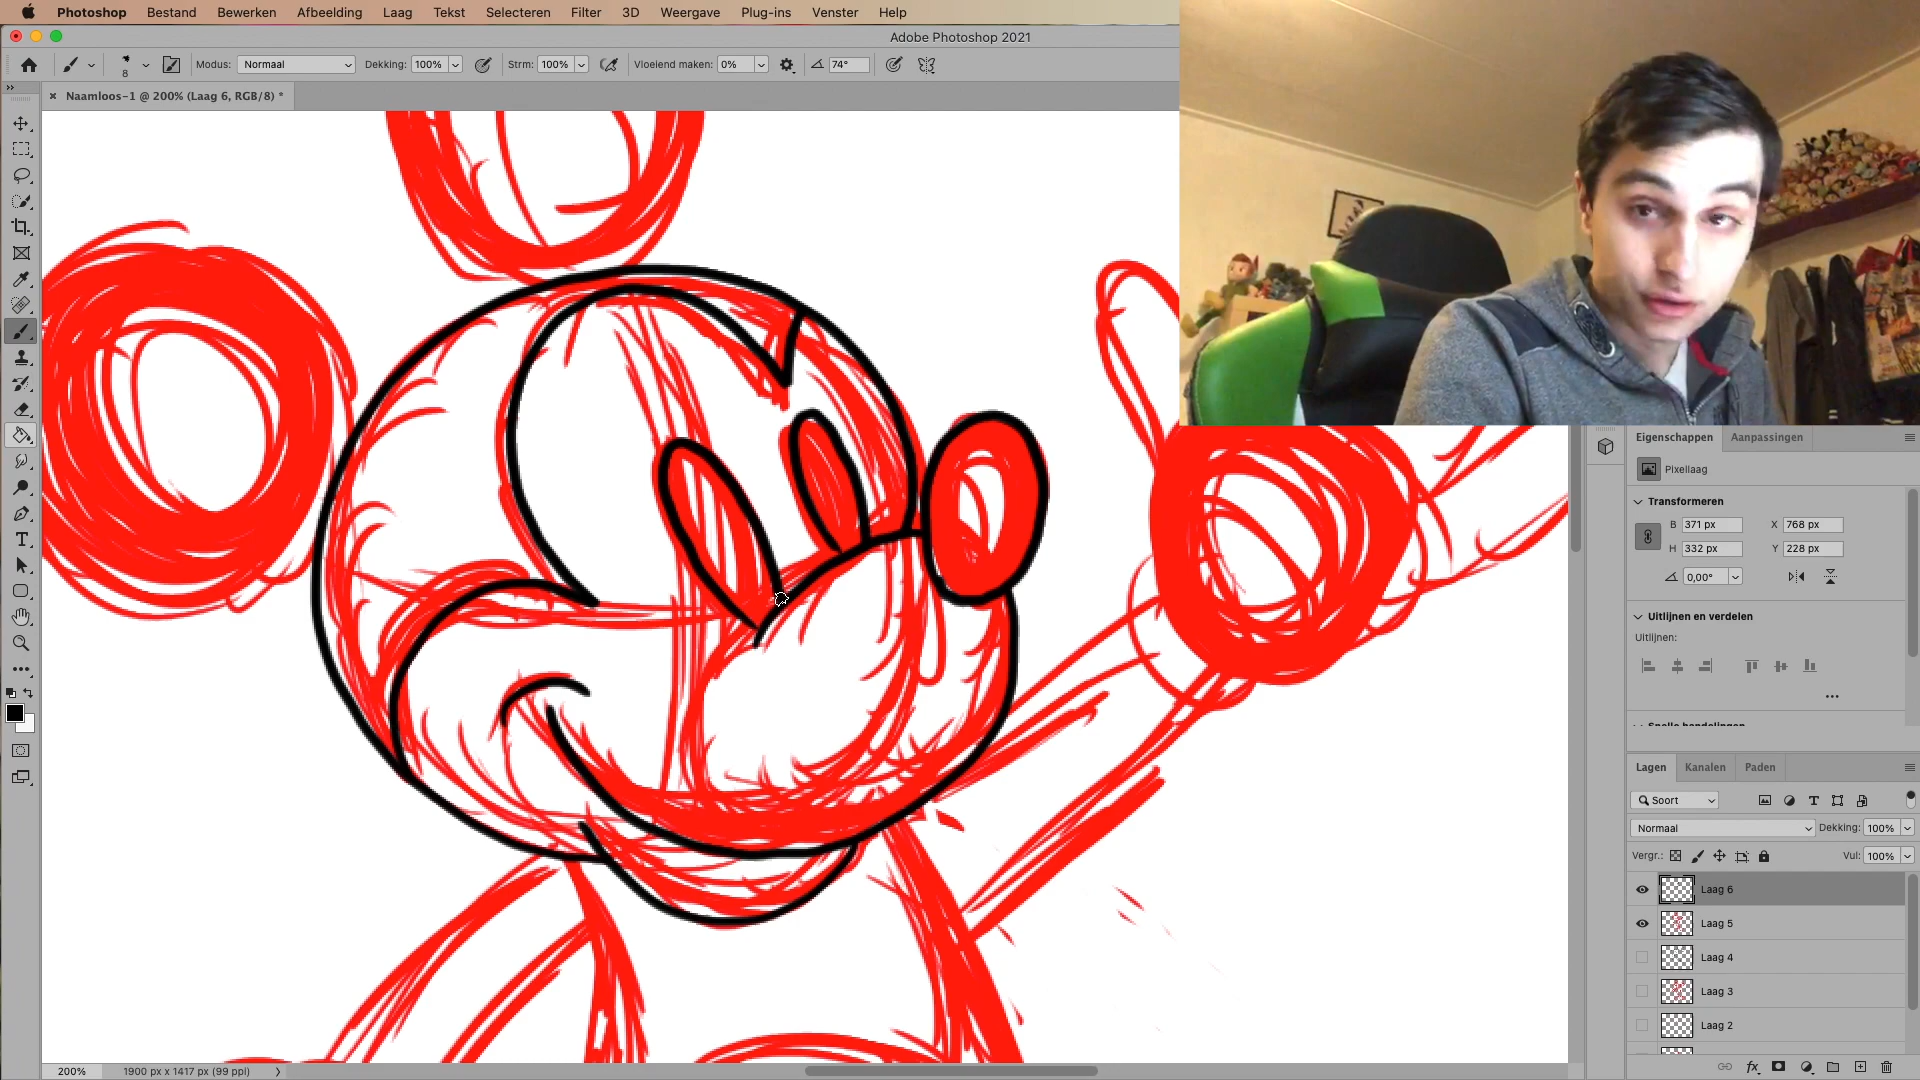 Photoshop Bestand Bewerken Afbeelding Laag Tekst Selecteren Filter 3D Weergave Plug-ins Venster Help
Adobe Photoshop 2021
8 Modus: Normaal Dekking: 100% Strm: 100% Vloeiend maken: 0% 74°
Naamloos-1 @ 200% (Laag 6, RGB/8) *
Eigenschappen Aanpassingen
Pixellaag
Transformeren
B 371 px X 768 px
H 332 px Y 228 px
0,00°
Uitlijnen en verdelen
Uitlijnen:
Lagen Kanalen Paden
Soort
Normaal Dekking: 100%
Vergr.: Vul: 100%
Laag 6
Laag 5
Laag 4
Laag 3
Laag 2
200% 1900 px x 1417 px (99 ppi)